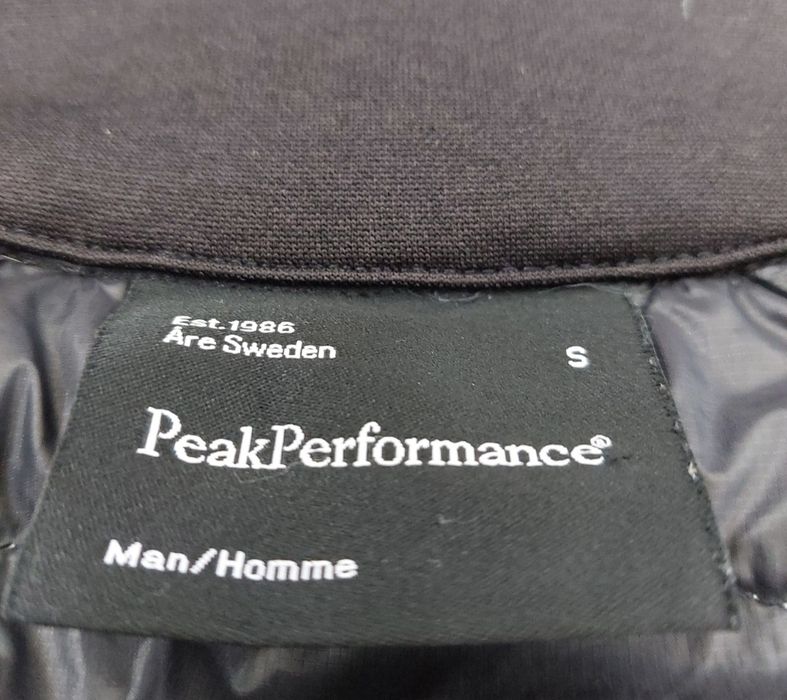 Est.1986
Åre Sweden
S
PeakPerformance®
Man/Homme